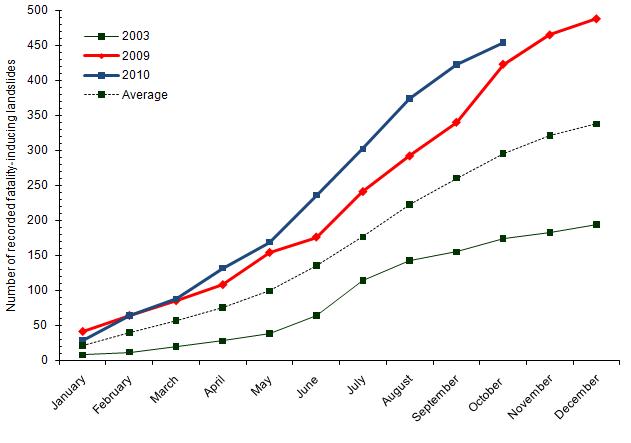 Number of recorded fatality-inducing landslides
500
450
400
350
300
250
200
150
100
50
0
2003
2009
2010
Average
January
February
March
April
May
June
July
August
September
October
November
December